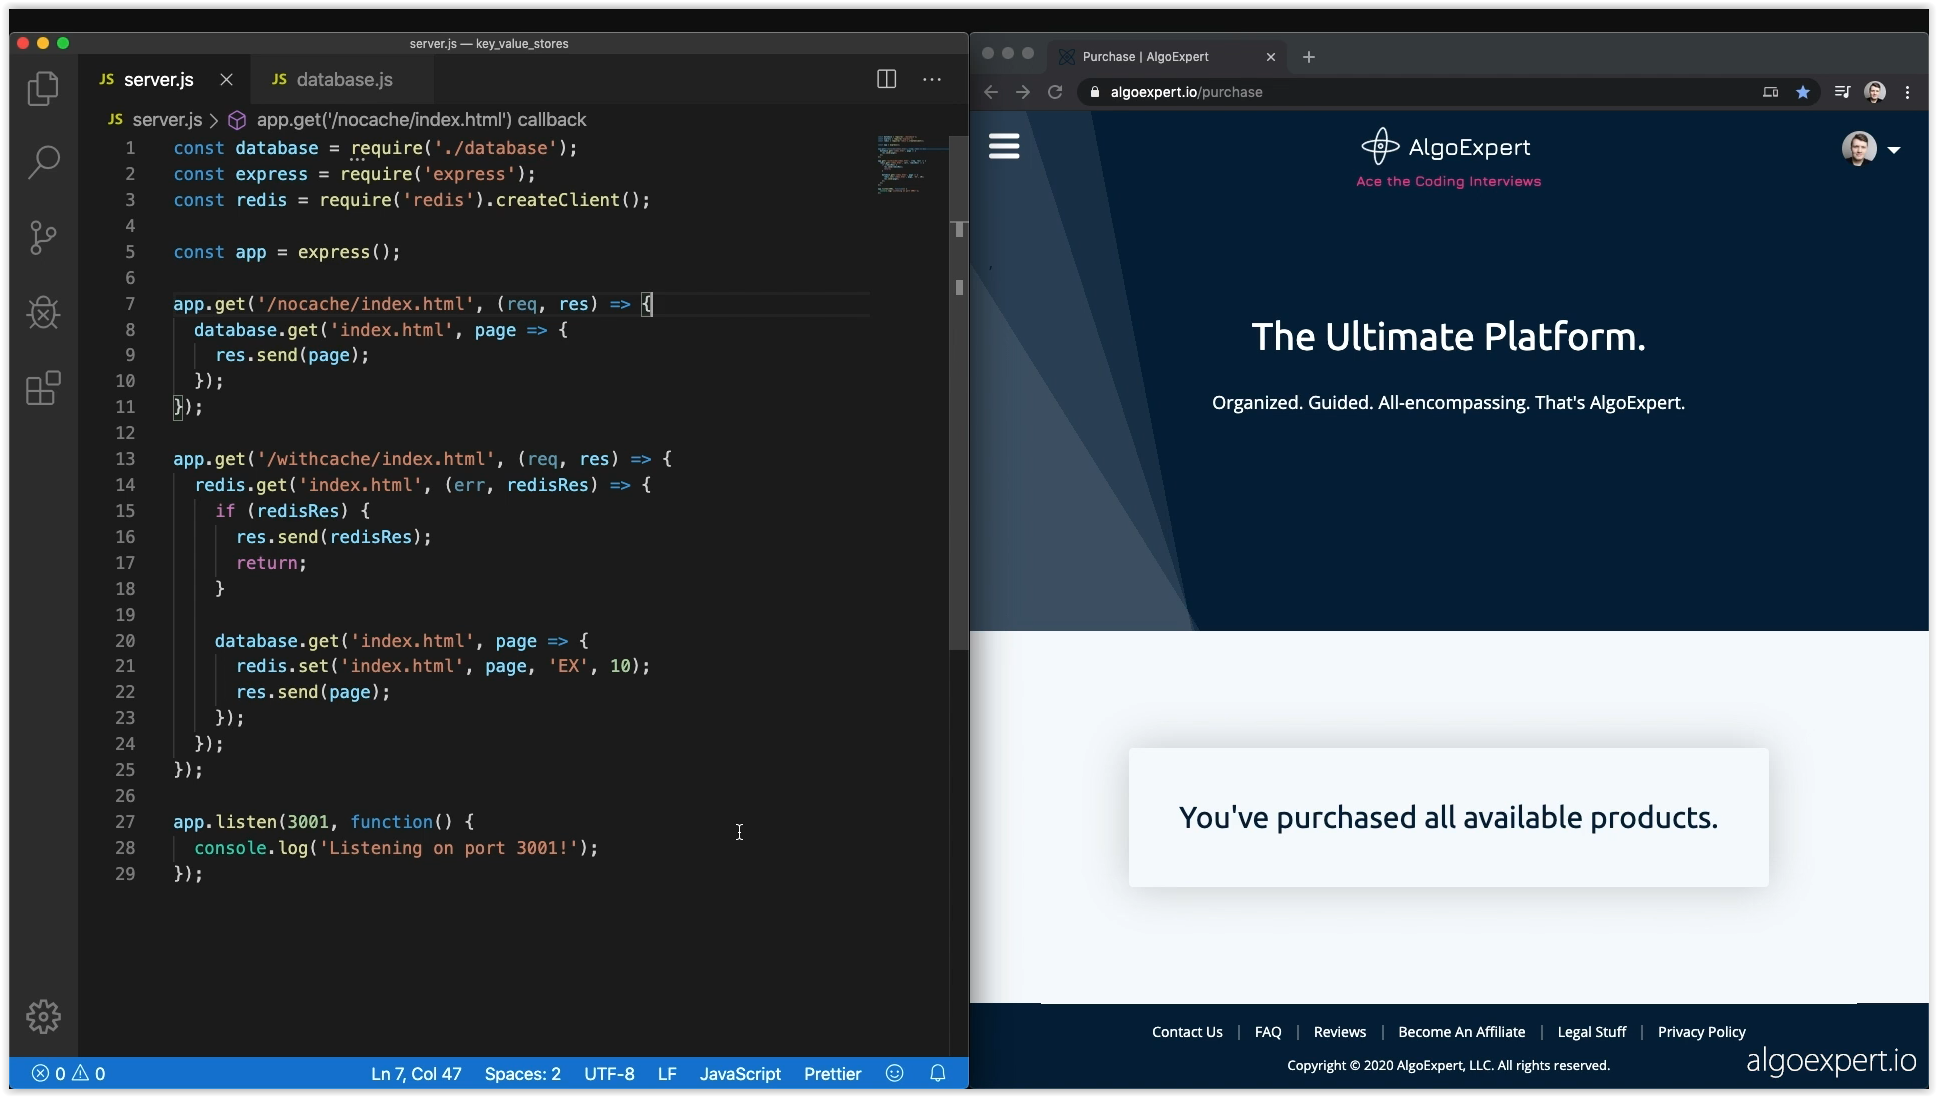 server.js — key_value_stores
JS server.js
JS database.js
JS server.js > app.get('/nocache/index.html') callback
1 const database = require('./database');
2 const express = require('express');
3 const redis = require('redis').createClient();
4
5 const app = express();
6
7 app.get('/nocache/index.html', (req, res) => {
8 database.get('index.html', page => {
9 res.send(page);
10 });
11 });
12
13 app.get('/withcache/index.html', (req, res) => {
14 redis.get('index.html', (err, redisRes) => {
15 if (redisRes) {
16 res.send(redisRes);
17 return;
18 }
19
20 database.get('index.html', page => {
21 redis.set('index.html', page, 'EX', 10);
22 res.send(page);
23 });
24 });
25 });
26
27 app.listen(3001, function() {
28 console.log('Listening on port 3001!');
29 });
0 0 Ln 7, Col 47 Spaces: 2 UTF-8 LF JavaScript Prettier
Purchase | AlgoExpert
algoexpert.io/purchase
AlgoExpert
Ace the Coding Interviews
The Ultimate Platform.
Organized. Guided. All-encompassing. That's AlgoExpert.
You've purchased all available products.
Contact Us | FAQ | Reviews | Become An Affiliate | Legal Stuff | Privacy Policy
Copyright © 2020 AlgoExpert, LLC. All rights reserved.
algoexpert.io